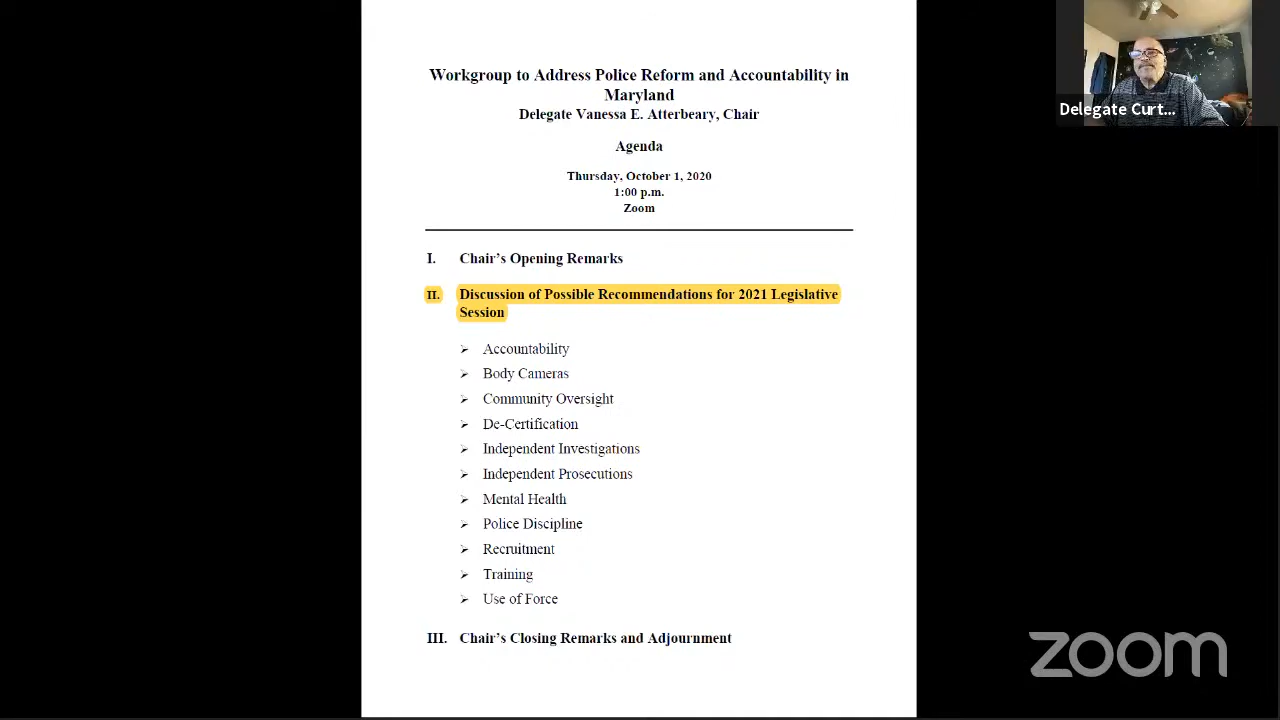 Workgroup to Address Police Reform and Accountability in
Maryland
Delegate Vanessa E. Atterbeary, Chair
Agenda
Thursday, October 1, 2020
1:00 p.m.
Zoom
I. Chair's Opening Remarks
II. Discussion of Possible Recommendations for 2021 Legislative
Session
➢ Accountability
➢ Body Cameras
➢ Community Oversight
➢ De-Certification
➢ Independent Investigations
➢ Independent Prosecutions
➢ Mental Health
➢ Police Discipline
➢ Recruitment
➢ Training
➢ Use of Force
III. Chair's Closing Remarks and Adjournment
Delegate Curt...
zoom